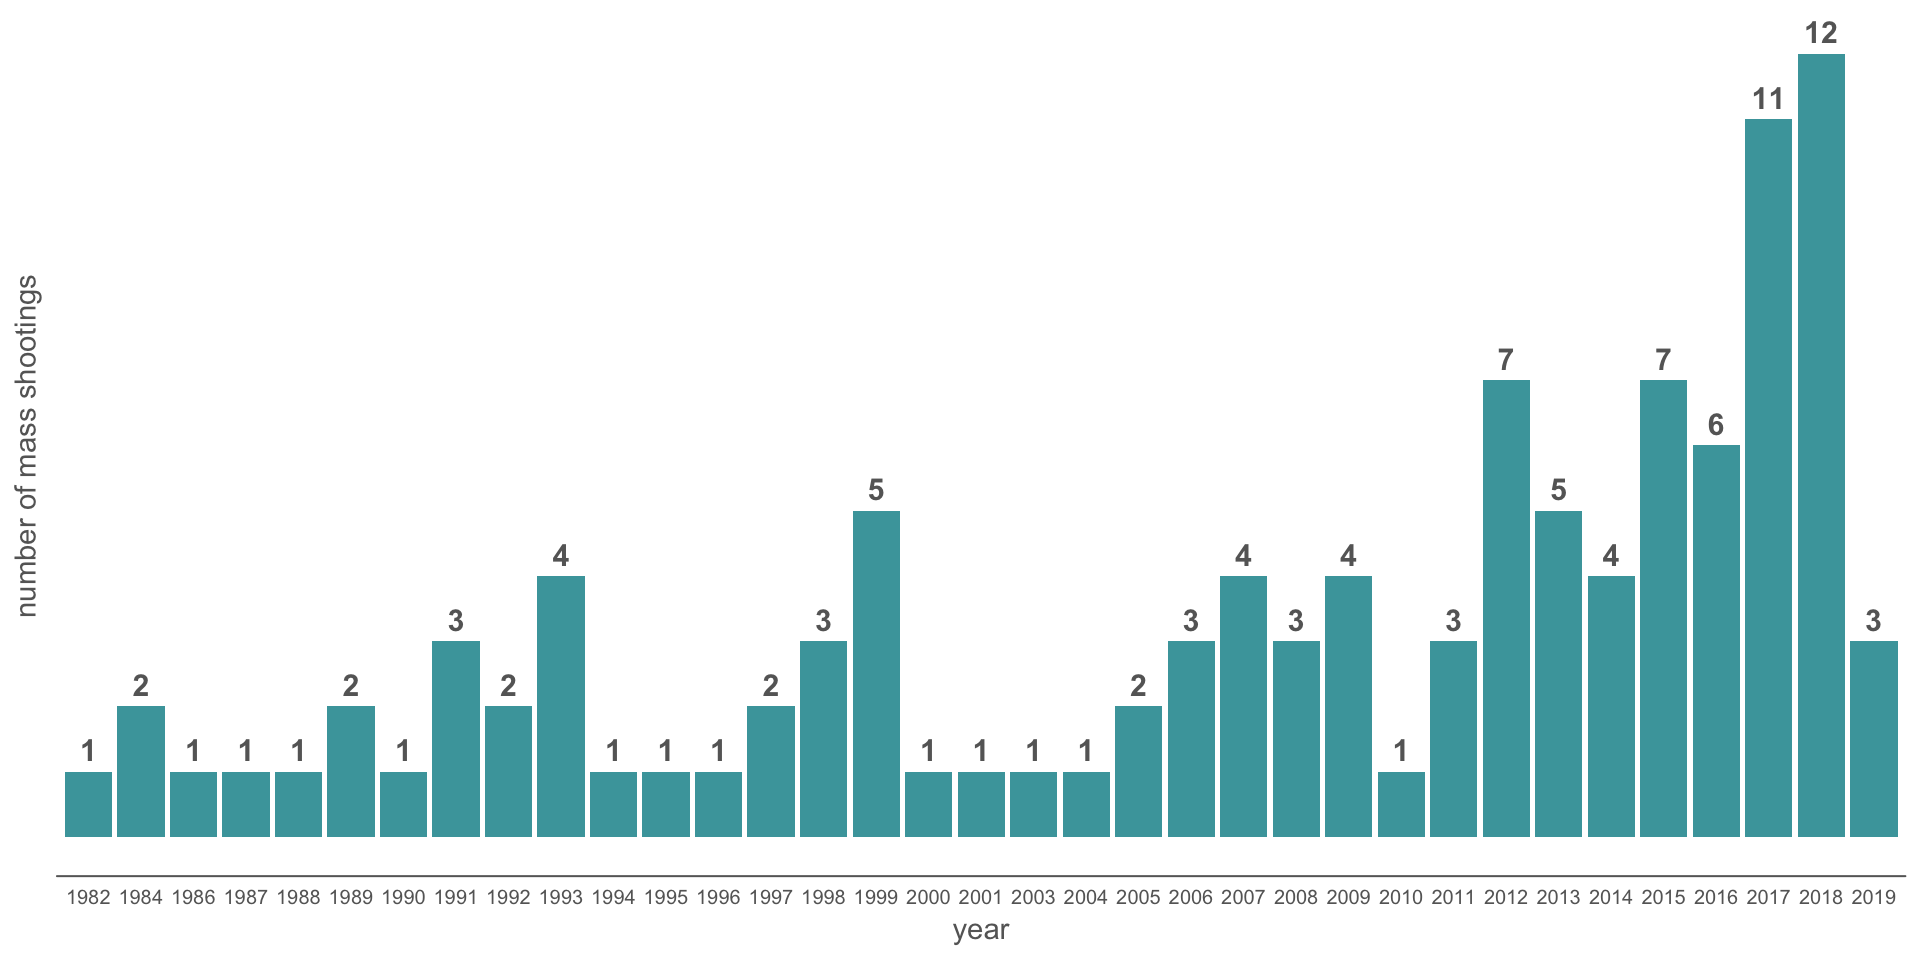 number of mass shootings
1 2 1 1 1 2 1 3 2 4 1 1 1 2 3 5 1 1 1 1 2 3 4 3 4 1 3 7 5 4 7 6 11 12 3
1982 1984 1986 1987 1988 1989 1990 1991 1992 1993 1994 1995 1996 1997 1998 1999 2000 2001 2003 2004 2005 2006 2007 2008 2009 2010 2011 2012 2013 2014 2015 2016 2017 2018 2019
year